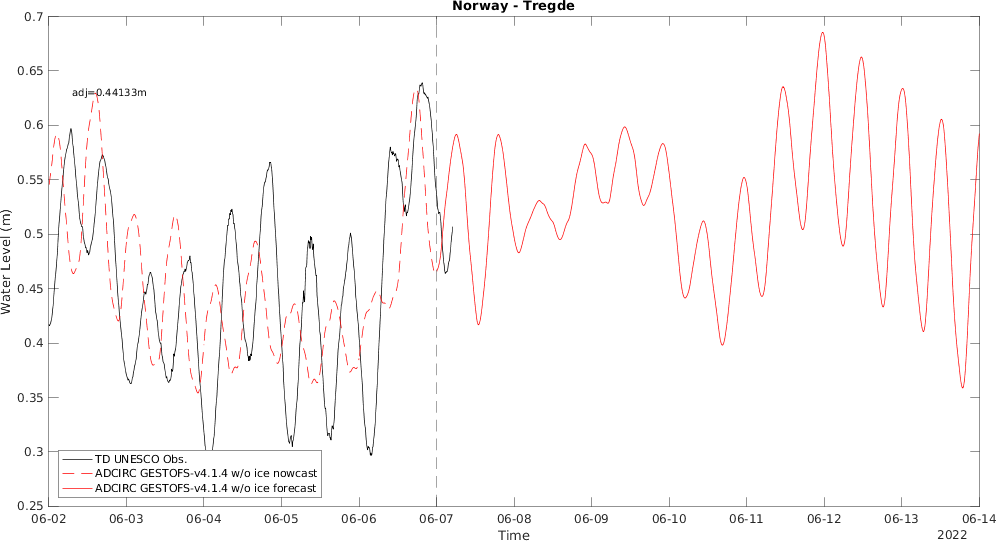 Norway - Tregde
0.7
0.65
0.6
0.55
0.5
0.45
0.4
0.35
0.3
0.25
Water Level (m)
adj=0.44133m
TD UNESCO Obs.
ADCIRC GESTOFS-v4.1.4 w/o ice nowcast
ADCIRC GESTOFS-v4.1.4 w/o ice forecast
06-02 06-03 06-04 06-05 06-06 06-07 06-08 06-09 06-10 06-11 06-12 06-13 06-14
Time
2022